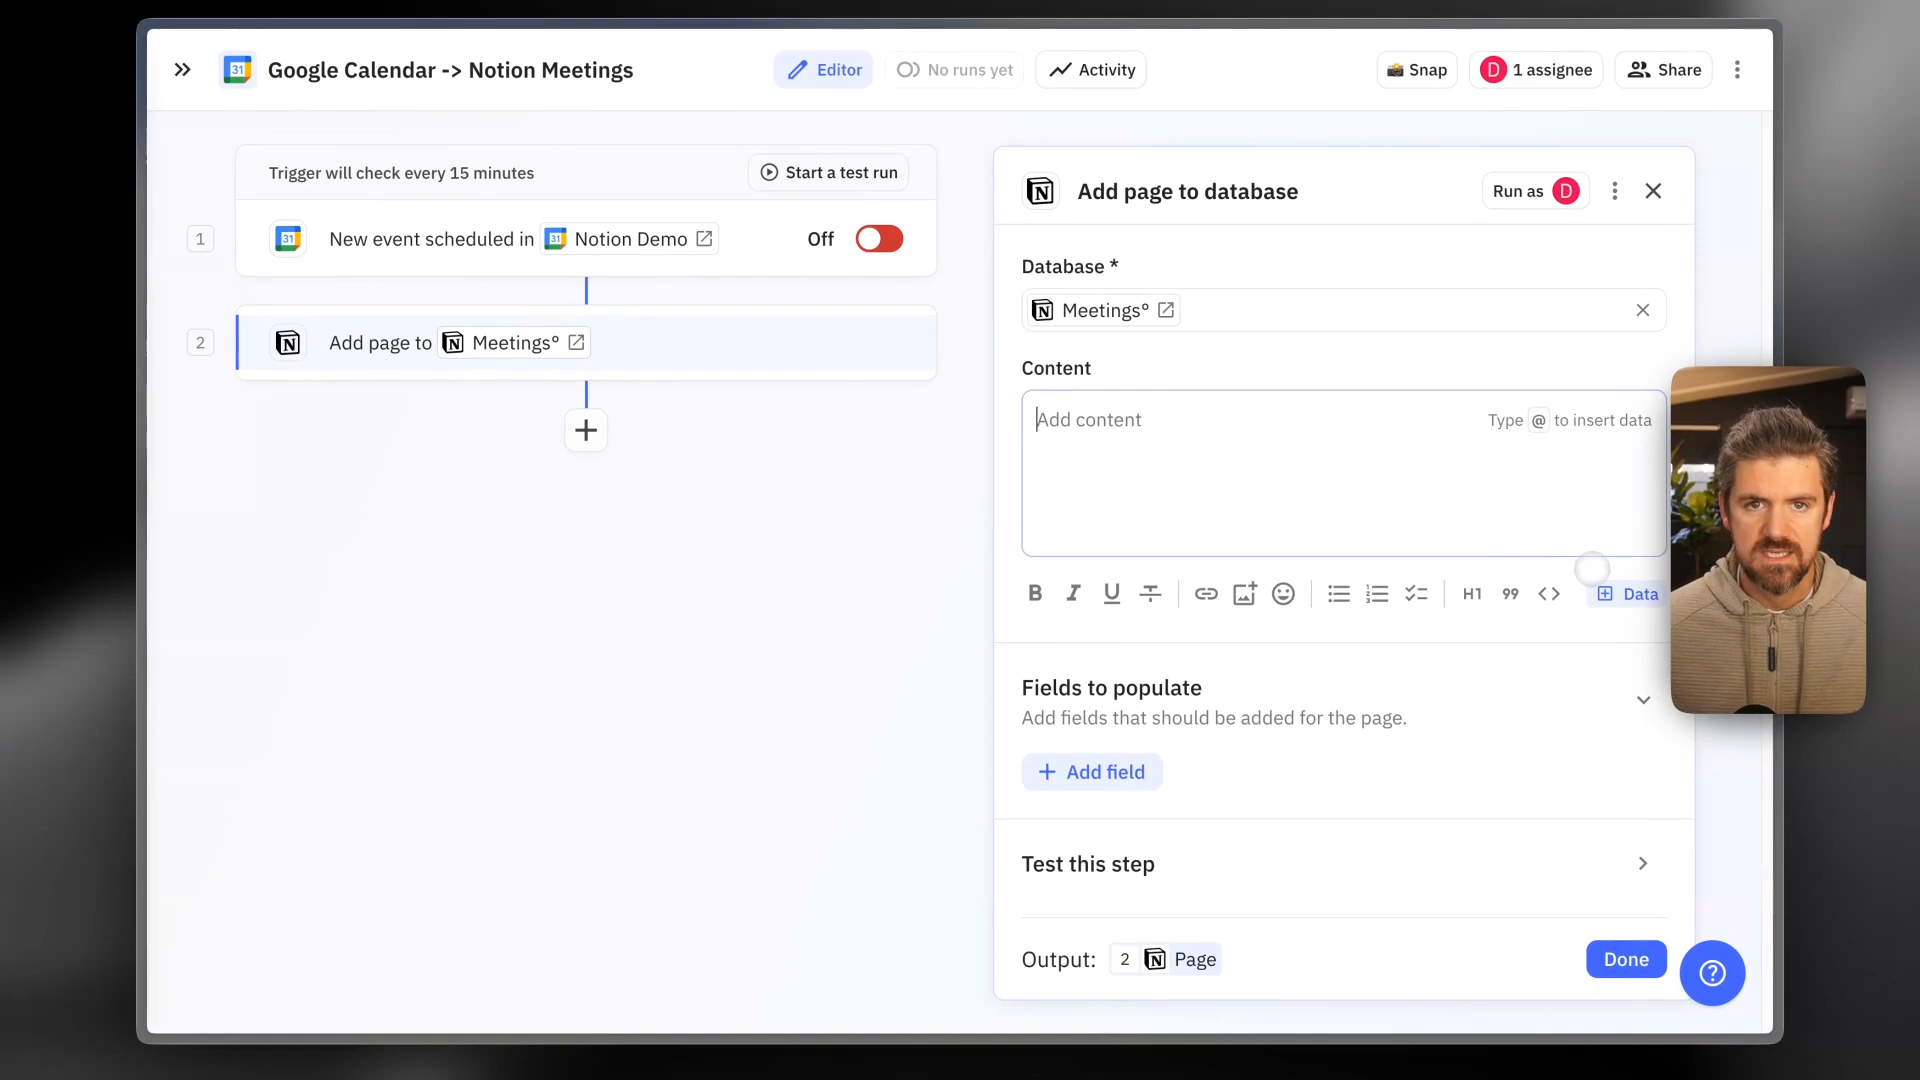 Google Calendar -> Notion Meetings
Editor
No runs yet
Activity
📸 Snap
D 1 assignee
Share
Trigger will check every 15 minutes
Start a test run
1
31 New event scheduled in 31 Notion Demo
Off
2
Add page to Meetings°
Add page to database
Run as D
Database *
Meetings°
Content
Add content
Type @ to insert data
B I U S H1 99 <> Data
Fields to populate
Add fields that should be added for the page.
+ Add field
Test this step
Output: 2 Page
Done